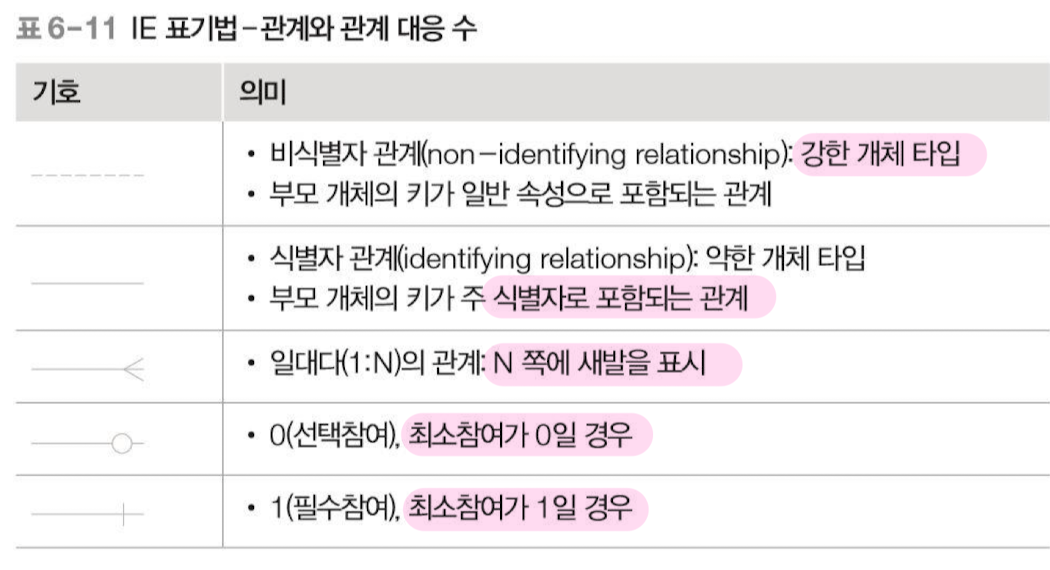 표 6-11 IE 표기법-관계와 관계 대응 수
기호
의미
• 비식별자 관계(non-identifying relationship): 강한 개체 타입
• 부모 개체의 키가 일반 속성으로 포함되는 관계
• 식별자 관계(identifying relationship): 약한 개체 타입
• 부모 개체의 키가 주 식별자로 포함되는 관계
• 일대다(1:N)의 관계: N 쪽에 새발을 표시
• 0(선택참여), 최소참여가 0일 경우
• 1(필수참여), 최소참여가 1일 경우